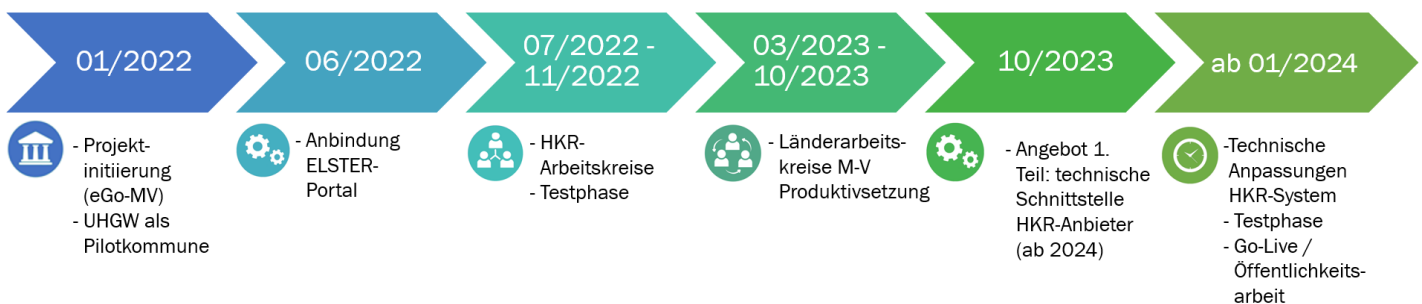 01/2022
- Projekt-
initiierung
(eGo-MV)
- UHGW als
Pilotkommune
06/2022
- Anbindung
ELSTER-
Portal
07/2022 -
11/2022
- HKR-
Arbeitskreise
- Testphase
03/2023 -
10/2023
- Länderarbeits-
kreise M-V
Produktivsetzung
10/2023
- Angebot 1.
Teil: technische
Schnittstelle
HKR-Anbieter
(ab 2024)
ab 01/2024
-Technische
Anpassungen
HKR-System
- Testphase
- Go-Live /
Öffentlichkeits-
arbeit